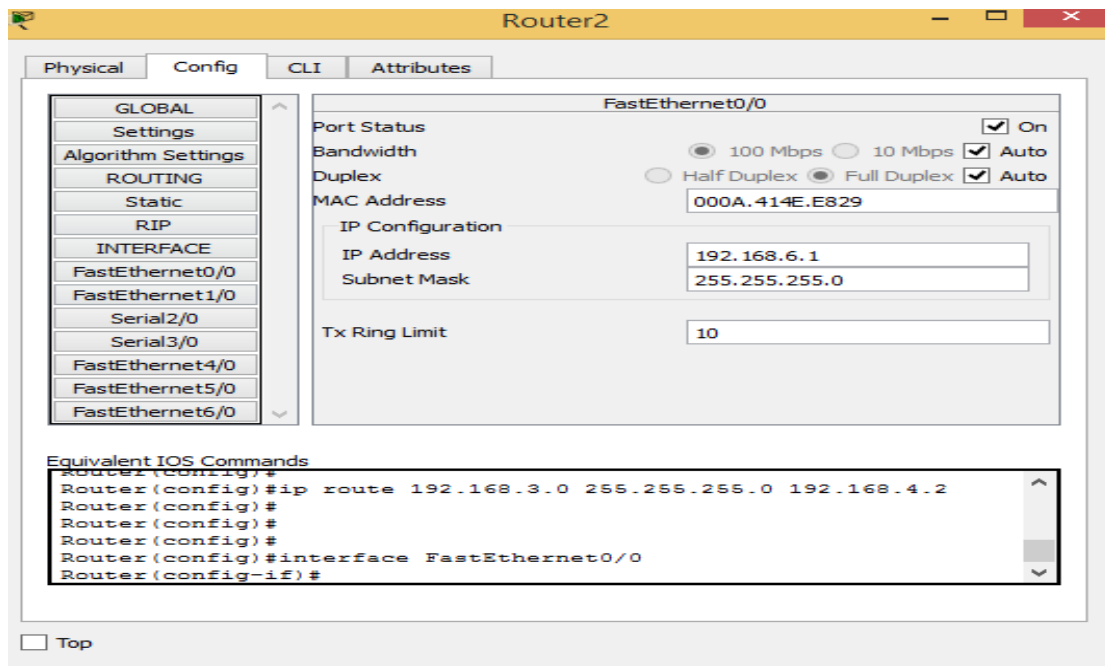 Router2
Physical Config CLI Attributes
GLOBAL
Settings
Algorithm Settings
ROUTING
Static
RIP
INTERFACE
FastEthernet0/0
FastEthernet1/0
Serial2/0
Serial3/0
FastEthernet4/0
FastEthernet5/0
FastEthernet6/0
FastEthernet0/0
Port Status On
Bandwidth 100 Mbps 10 Mbps Auto
Duplex Half Duplex Full Duplex Auto
MAC Address 000A.414E.E829
IP Configuration
IP Address 192.168.6.1
Subnet Mask 255.255.255.0
Tx Ring Limit 10
Equivalent IOS Commands
Router(config)#
Router(config)#ip route 192.168.3.0 255.255.255.0 192.168.4.2
Router(config)#
Router(config)#
Router(config)#
Router(config)#interface FastEthernet0/0
Router(config-if)#
Top